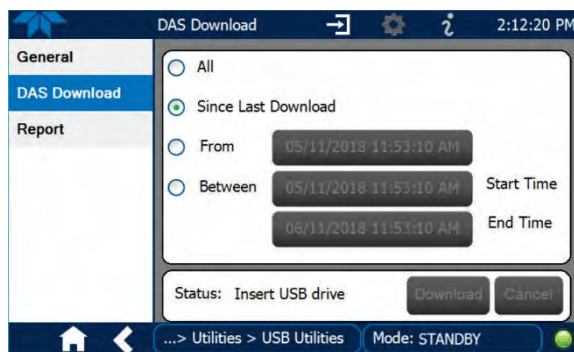 DAS Download
2:12:20 PM
General
DAS Download
Report
All
Since Last Download
From 05/11/2018 11:53:10 AM
Between 05/11/2018 11:53:10 AM Start Time
06/11/2018 11:53:10 AM End Time
Status: Insert USB drive Download Cancel
...> Utilities > USB Utilities Mode: STANDBY